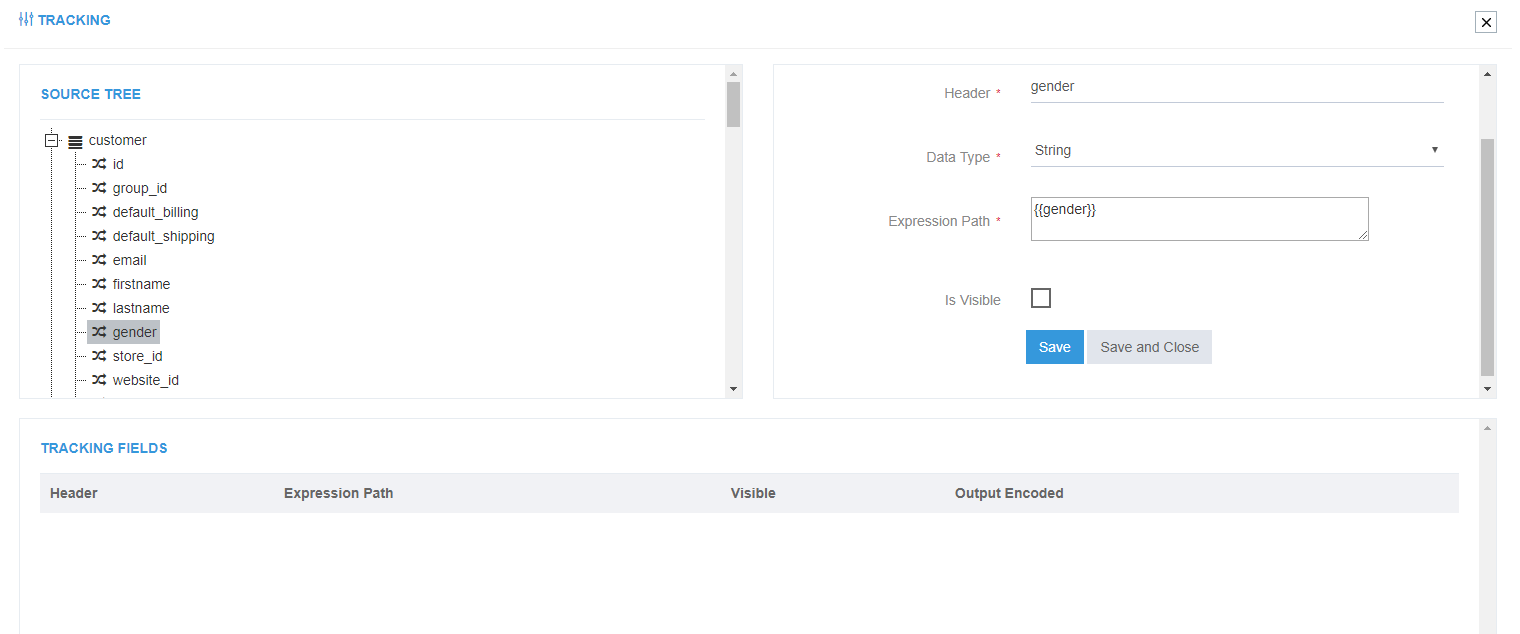 TRACKING
SOURCE TREE
customer
id
group_id
default_billing
default_shipping
email
firstname
lastname
gender
store_id
website_id
Header * gender
Data Type * String
Expression Path * {{gender}}
Is Visible
Save Save and Close
TRACKING FIELDS
Header Expression Path Visible Output Encoded